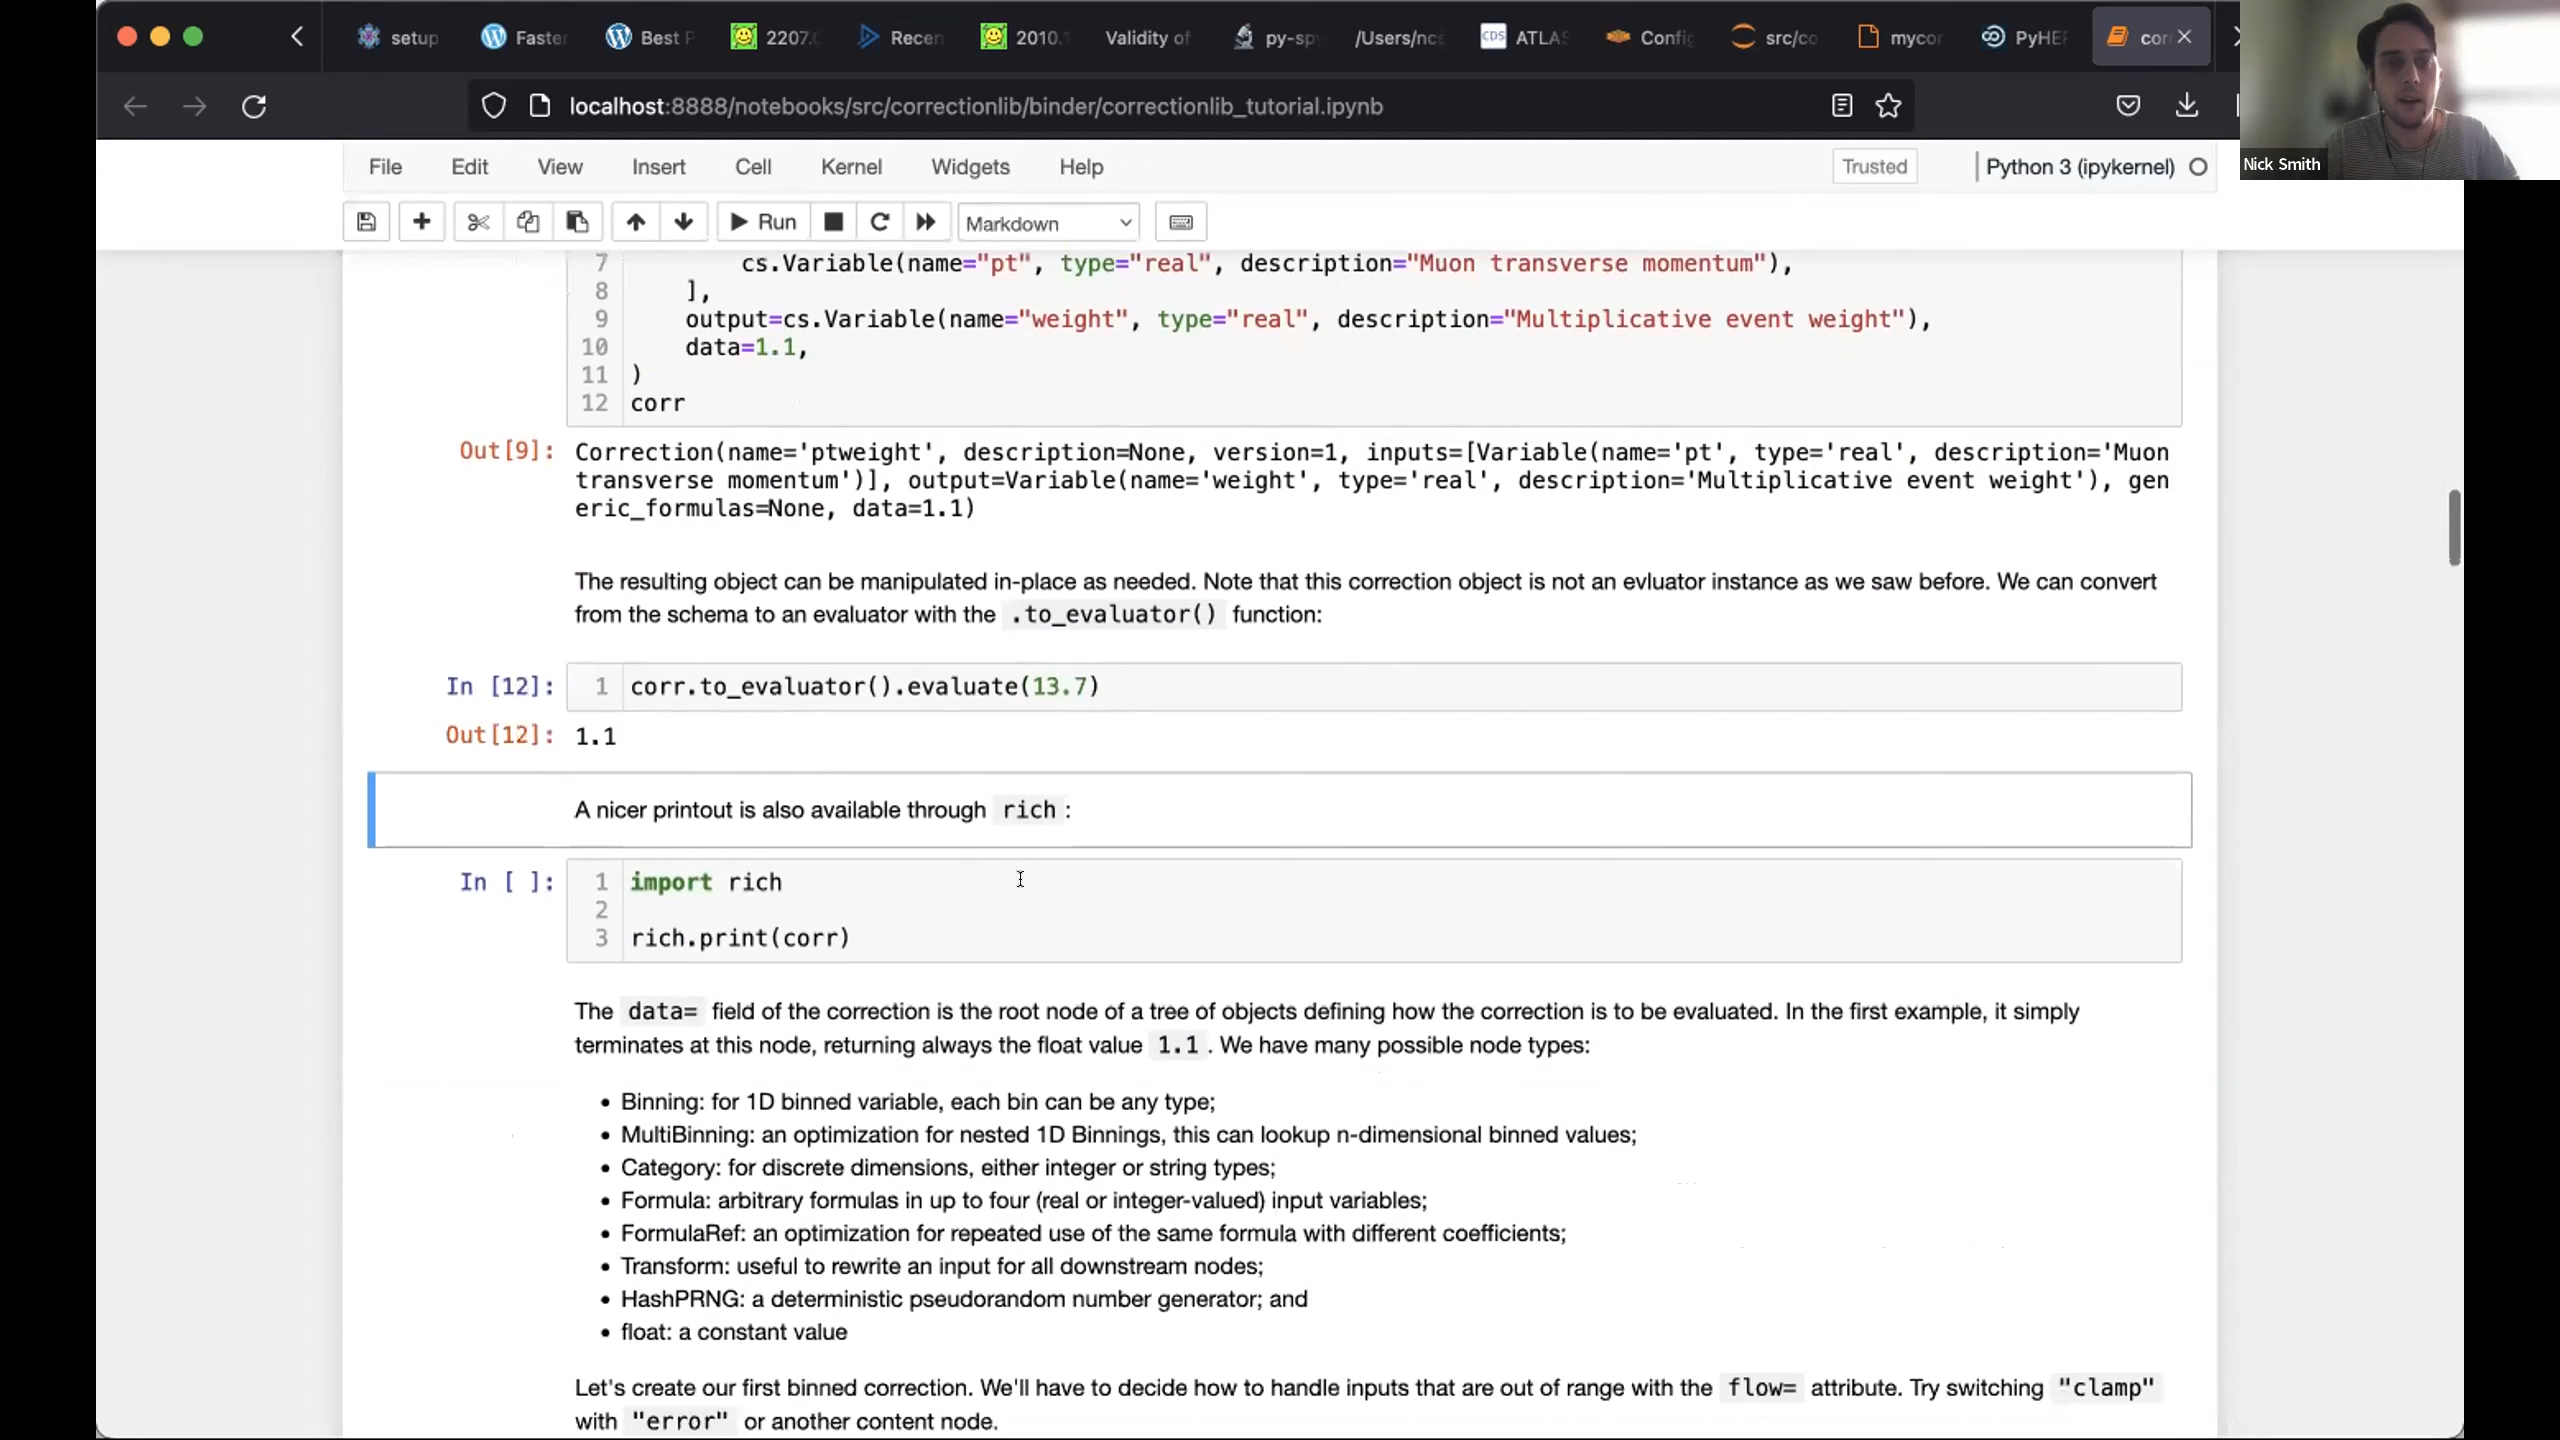 setup
Faster
Best P
2207.
Recen
2010.1
Validity of
py-sp
/Users/ncs
CDS
ATLAS
Config
src/co
mycor
PyHEP
cor
localhost:8888/notebooks/src/correctionlib/binder/correctionlib_tutorial.ipynb
Nick Smith
File Edit View Insert Cell Kernel Widgets Help
Trusted
Python 3 (ipykernel)
Run
Markdown
7 cs.Variable(name="pt", type="real", description="Muon transverse momentum"),
8 ],
9 output=cs.Variable(name="weight", type="real", description="Multiplicative event weight"),
10 data=1.1,
11 )
12 corr
Out[9]: Correction(name='ptweight', description=None, version=1, inputs=[Variable(name='pt', type='real', description='Muon
transverse momentum')], output=Variable(name='weight', type='real', description='Multiplicative event weight'), gen
eric_formulas=None, data=1.1)
The resulting object can be manipulated in-place as needed. Note that this correction object is not an evluator instance as we saw before. We can convert
from the schema to an evaluator with the .to_evaluator() function:
In [12]: 1 corr.to_evaluator().evaluate(13.7)
Out[12]: 1.1
A nicer printout is also available through rich :
In [ ]: 1 import rich
2
3 rich.print(corr)
The data= field of the correction is the root node of a tree of objects defining how the correction is to be evaluated. In the first example, it simply
terminates at this node, returning always the float value 1.1 . We have many possible node types:
• Binning: for 1D binned variable, each bin can be any type;
• MultiBinning: an optimization for nested 1D Binnings, this can lookup n-dimensional binned values;
• Category: for discrete dimensions, either integer or string types;
• Formula: arbitrary formulas in up to four (real or integer-valued) input variables;
• FormulaRef: an optimization for repeated use of the same formula with different coefficients;
• Transform: useful to rewrite an input for all downstream nodes;
• HashPRNG: a deterministic pseudorandom number generator; and
• float: a constant value
Let's create our first binned correction. We'll have to decide how to handle inputs that are out of range with the flow= attribute. Try switching "clamp"
with "error" or another content node.